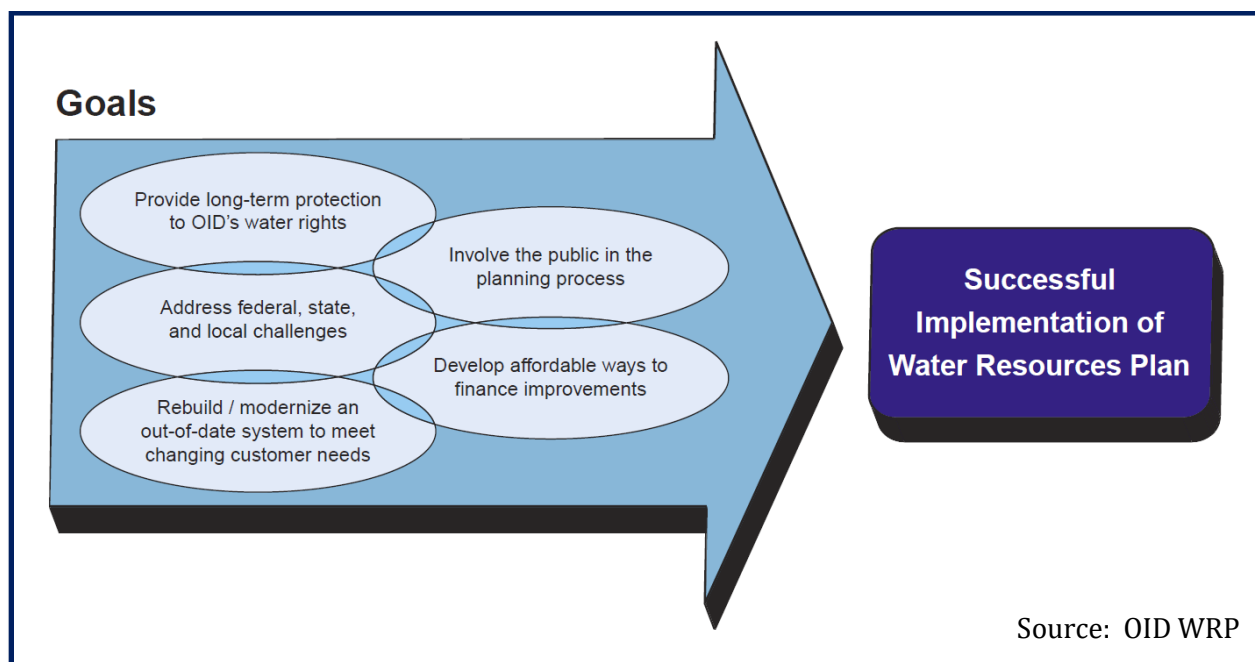 Goals
Provide long-term protection
to OID's water rights
Address federal, state,
and local challenges
Rebuild / modernize an
out-of-date system to meet
changing customer needs
Involve the public in the
planning process
Develop affordable ways to
finance improvements
Successful
Implementation of
Water Resources Plan
Source: OID WRP